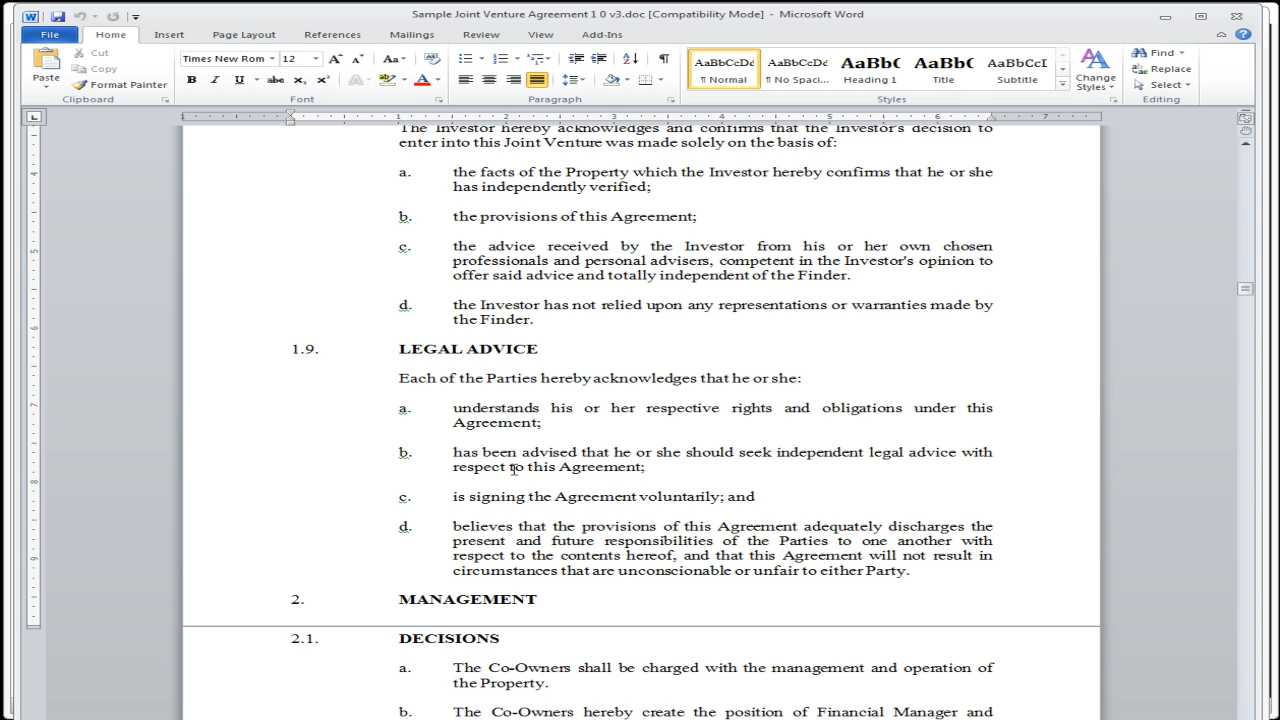 Sample Joint Venture Agreement 1 0 v3.doc [Compatibility Mode] - Microsoft Word
File Home Insert Page Layout References Mailings Review View Add-Ins
Paste
Cut
Copy
Format Painter
Clipboard
Times New Rom 12
Font
Paragraph
AaBbCcDc AaBbCcDc AaBbC AaBbC AaBbCcI
¶ Normal ¶ No Spaci... Heading 1 Title Subtitle
Change Styles
Styles
Find
Replace
Select
Editing
The Investor hereby acknowledges and confirms that the Investor's decision to
enter into this Joint Venture was made solely on the basis of:
a. the facts of the Property which the Investor hereby confirms that he or she
has independently verified;
b. the provisions of this Agreement;
c. the advice received by the Investor from his or her own chosen
professionals and personal advisers, competent in the Investor's opinion to
offer said advice and totally independent of the Finder.
d. the Investor has not relied upon any representations or warranties made by
the Finder.
1.9. LEGAL ADVICE
Each of the Parties hereby acknowledges that he or she:
a. understands his or her respective rights and obligations under this
Agreement;
b. has been advised that he or she should seek independent legal advice with
respect to this Agreement;
c. is signing the Agreement voluntarily; and
d. believes that the provisions of this Agreement adequately discharges the
present and future responsibilities of the Parties to one another with
respect to the contents hereof, and that this Agreement will not result in
circumstances that are unconscionable or unfair to either Party.
2. MANAGEMENT
2.1. DECISIONS
a. The Co-Owners shall be charged with the management and operation of
the Property.
b. The Co-Owners hereby create the position of Financial Manager and